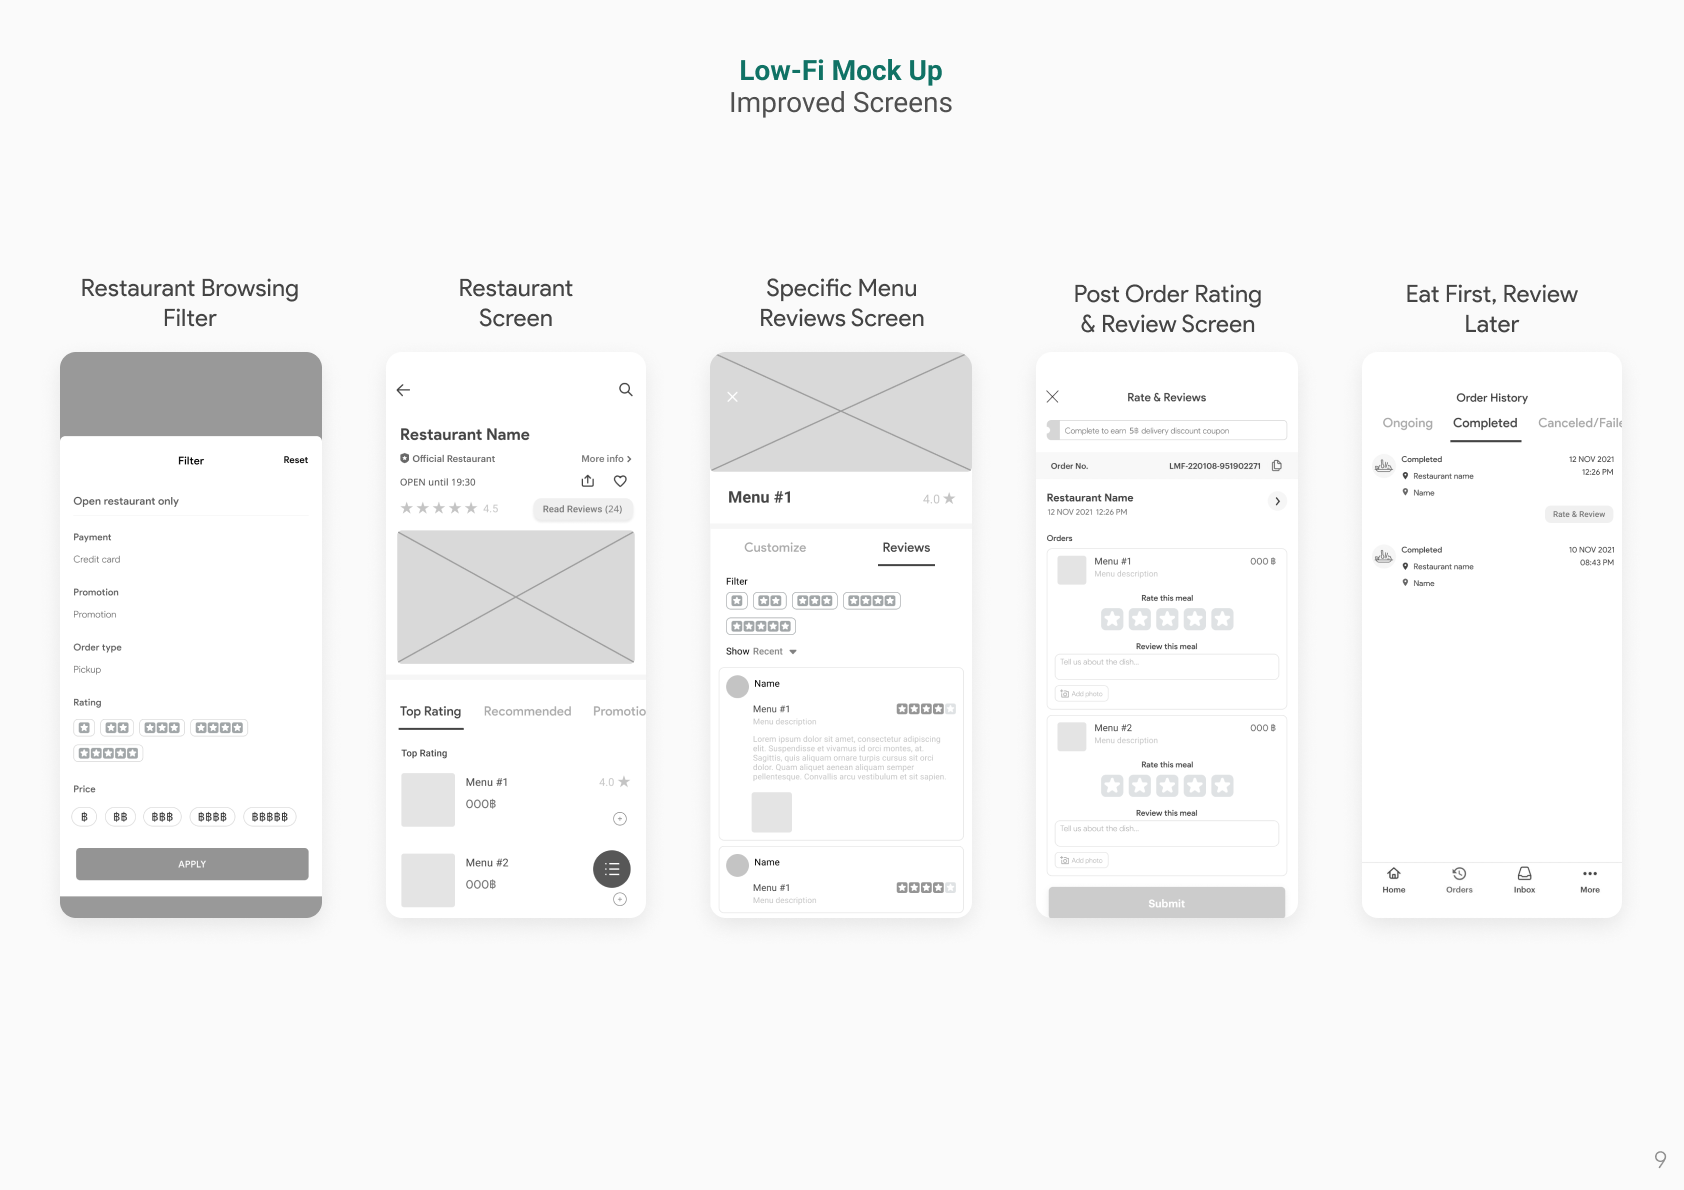 Low-Fi Mock Up
Improved Screens
Restaurant Browsing
Filter
Filter
Reset
Open restaurant only
Payment
Credit card
Promotion
Promotion
Order type
Pickup
Rating
Price
฿ ฿฿ ฿฿฿ ฿฿฿฿ ฿฿฿฿฿
APPLY
Restaurant
Screen
Restaurant Name
Official Restaurant
More info
OPEN until 19:30
4.5
Read Reviews (24)
Top Rating Recommended Promotio
Top Rating
Menu #1
4.0
000฿
Menu #2
000฿
Specific Menu
Reviews Screen
Menu #1
4.0
Customize Reviews
Filter
Show Recent
Name
Menu #1
Menu description
Lorem ipsum dolor sit amet, consectetur adipiscing
elit. Suspendisse et vivamus id orci montes, at.
Sagittis, quis aliquam ornare turpis cursus sit orci
dolor. Quam aliquet aenean aliquam semper
pellentesque. Convallis arcu vestibulum et sit sapien.
Name
Menu #1
Menu description
Post Order Rating
& Review Screen
Rate & Reviews
Complete to earn 5฿ delivery discount coupon
Order No.
LMF-220108-951902271
Restaurant Name
12 NOV 2021 12:26 PM
Orders
Menu #1
000 ฿
Menu description
Rate this meal
Review this meal
Tell us about the dish...
Add photo
Menu #2
000 ฿
Menu description
Rate this meal
Review this meal
Tell us about the dish...
Add photo
Submit
Eat First, Review
Later
Order History
Ongoing Completed Canceled/Faile
Completed
12 NOV 2021
Restaurant name
12:26 PM
Name
Rate & Review
Completed
10 NOV 2021
Restaurant name
08:43 PM
Name
Home Orders Inbox More
9